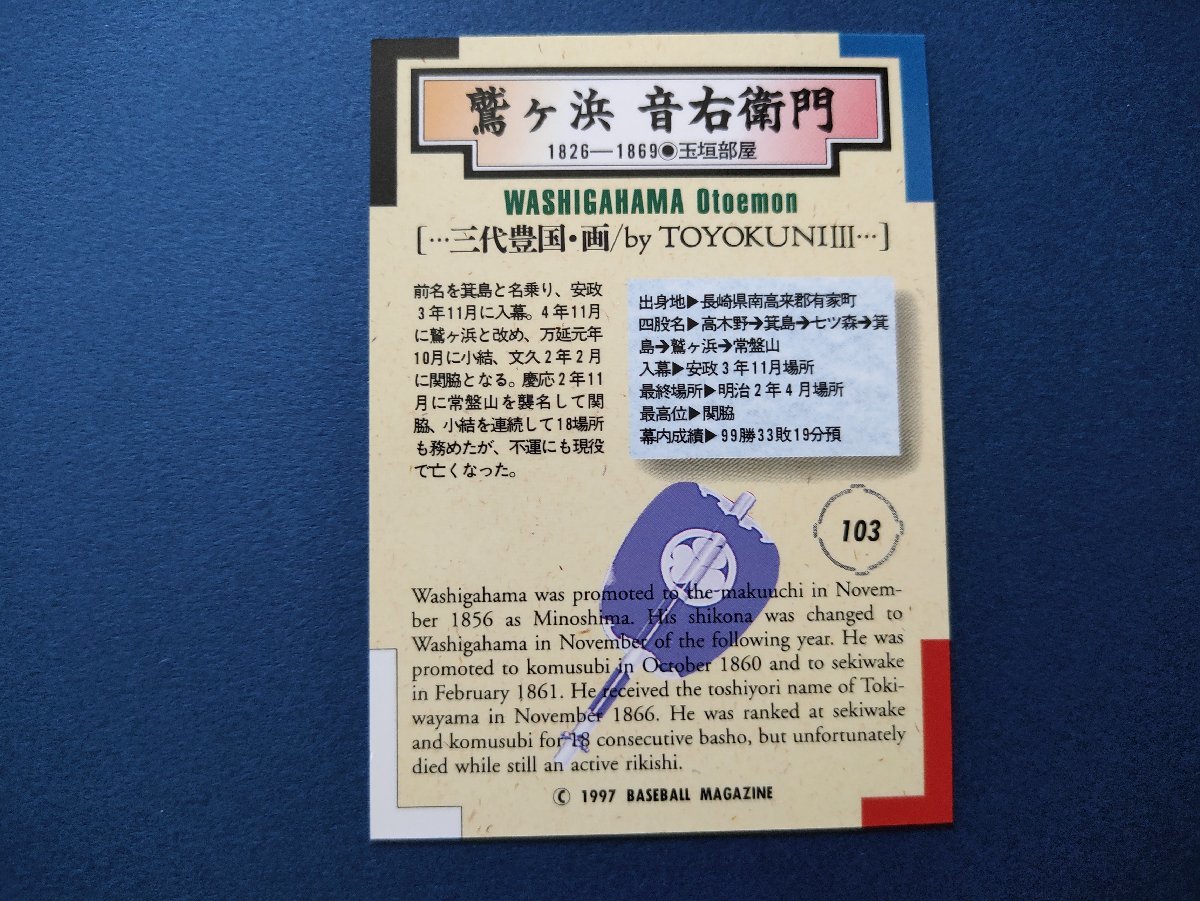 鷲ヶ浜 音右衛門
1826―1869◉玉垣部屋
WASHIGAHAMA Otoemon
[…三代豊国・画/by TOYOKUNIIII…]
前名を箕島と名乗り、安政
3年11月に入幕。4年11月
に鷲ヶ浜と改め、万延元年
10月に小結、文久2年2月
に関脇となる。慶応2年11
月に常盤山を襲名して関
脇、小結を連続して18場所
も務めたが、不運にも現役
で亡くなった。
出身地▶長崎県南高来郡有家町
四股名▶高木野→箕島→七ツ森→箕
島→鷲ヶ浜→常盤山
入幕▶安政3年11月場所
最終場所▶明治2年4月場所
最高位▶関脇
幕内成績▶99勝33敗19分預
103
Washigahama was promoted to the makuuchi in Novem-
ber 1856 as Minoshima. His shikona was changed to
Washigahama in November of the following year. He was
promoted to komusubi in October 1860 and to sekiwake
in February 1861. He received the toshiyori name of Toki-
wayama in November 1866. He was ranked at sekiwake
and komusubi for 18 consecutive basho, but unfortunately
died while still an active rikishi.
© 1997 BASEBALL MAGAZINE